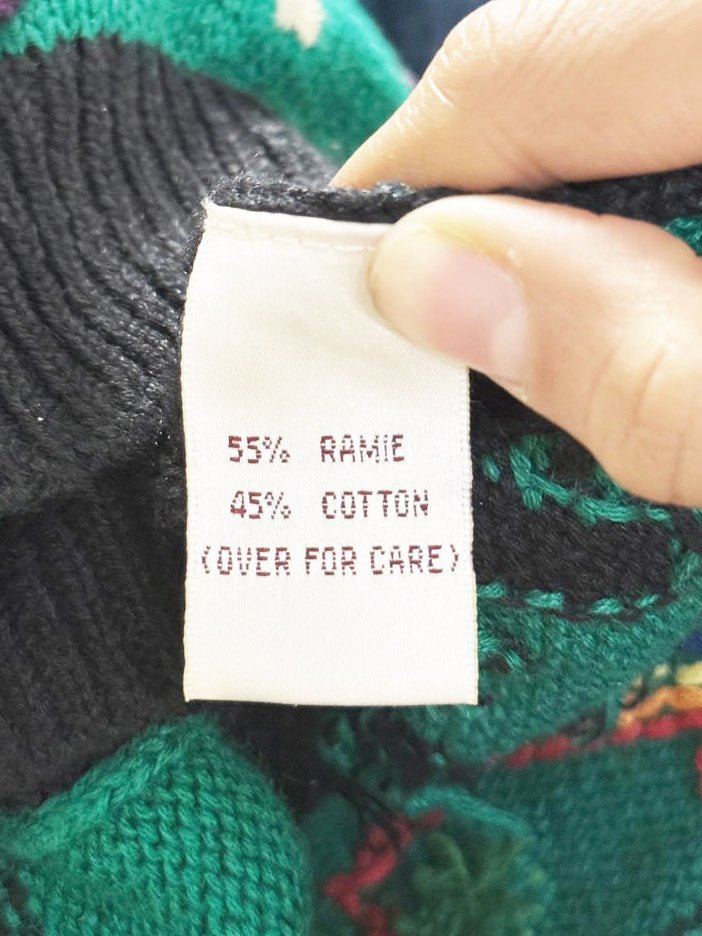 55% RAMIE
45% COTTON
(OVER FOR CARE)